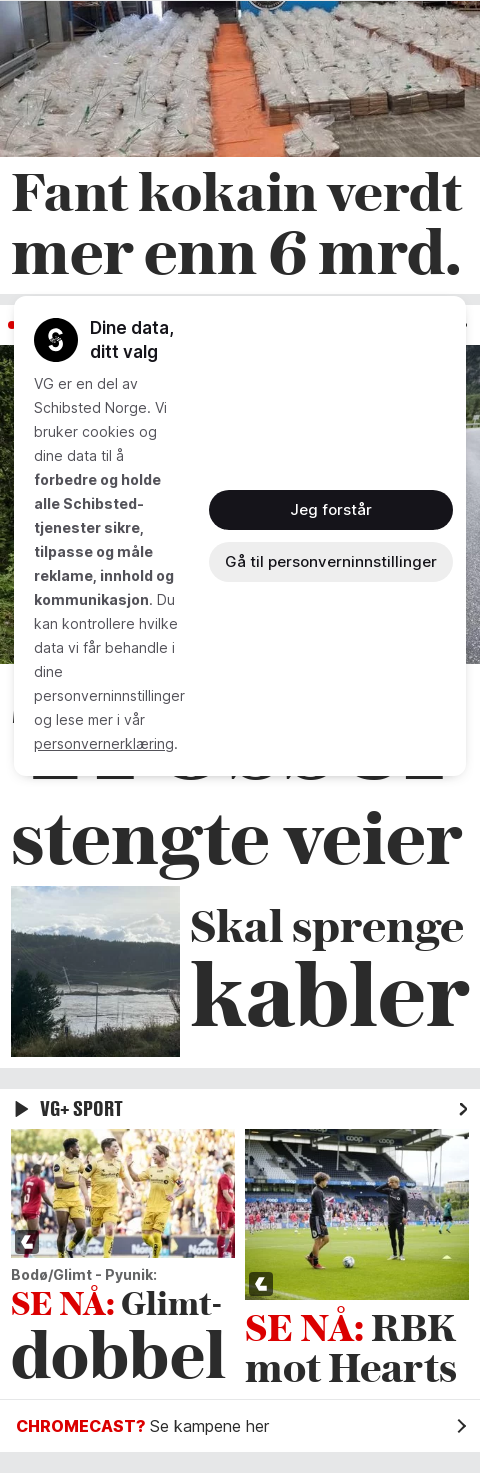 Fant kokain verdt
mer enn 6 mrd.
Dine data,
ditt valg
VG er en del av
Schibsted Norge. Vi
bruker cookies og
dine data til å
forbedre og holde
alle Schibsted-
tjenester sikre,
tilpasse og måle
reklame, innhold og
kommunikasjon. Du
kan kontrollere hvilke
data vi får behandle i
dine
personverninnstillinger
og lese mer i vår
personvernerklæring.
Jeg forstår
Gå til personverninnstillinger
stengte veier
Skal sprenge
kabler
VG+ SPORT
Bodø/Glimt - Pyunik:
SE NÅ: Glimt-
dobbel
SE NÅ: RBK
mot Hearts
CHROMECAST? Se kampene her